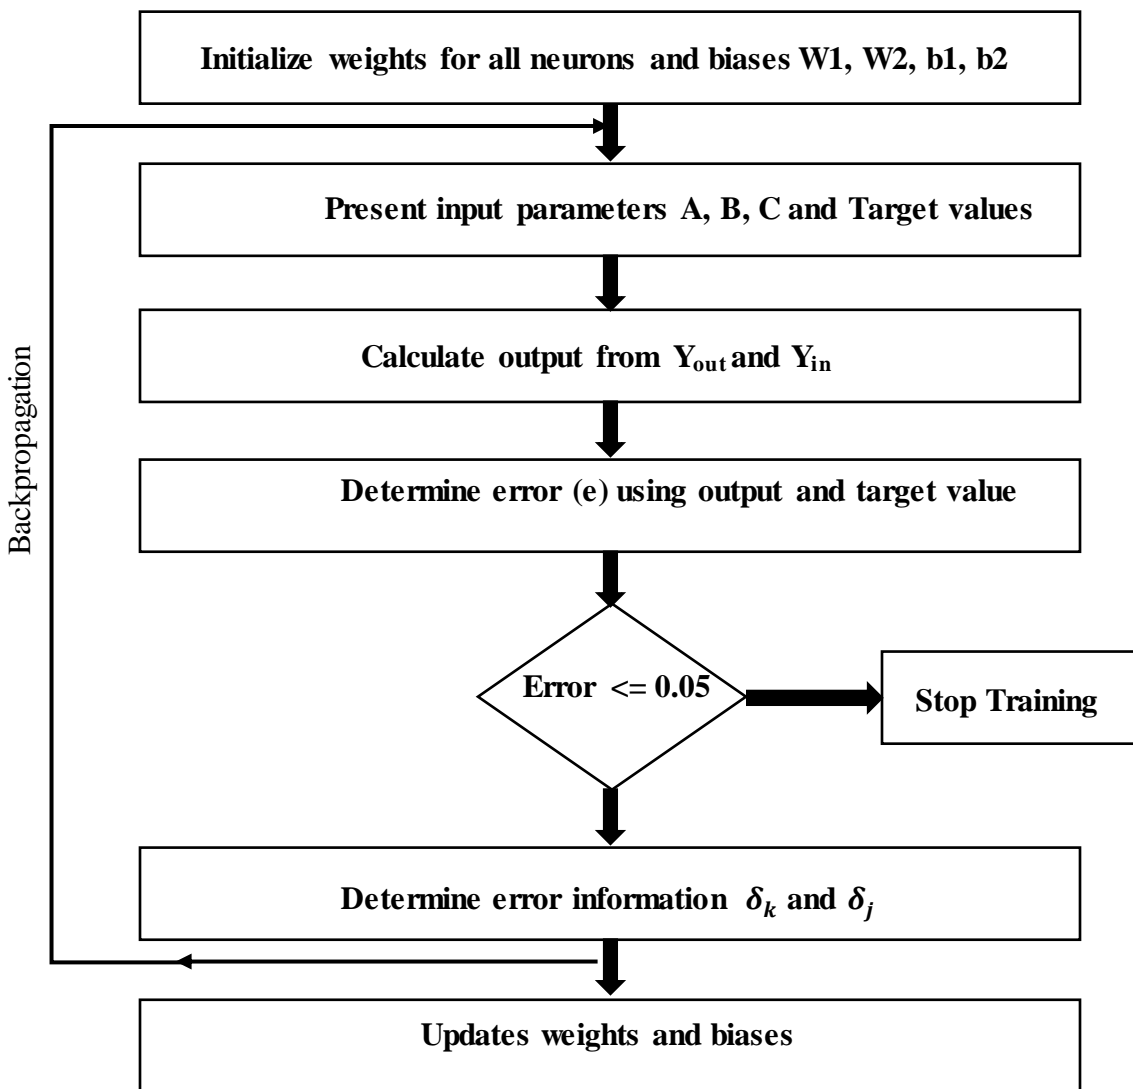 Initialize weights for all neurons and biases W1, W2, b1, b2
Present input parameters A, B, C and Target values
Calculate output from Yout and Yin
Determine error (e) using output and target value
Error <= 0.05
Stop Training
Determine error information δk and δj
Updates weights and biases
Backpropagation